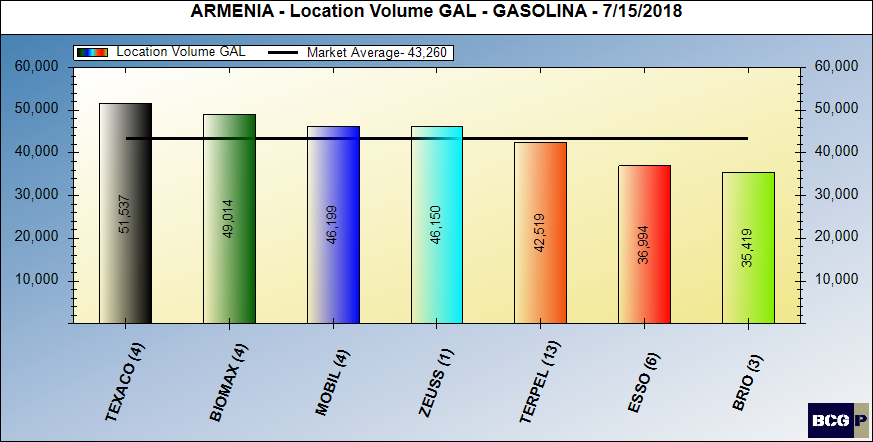 ARMENIA - Location Volume GAL - GASOLINA - 7/15/2018
Location Volume GAL
Market Average- 43,260
60,000
60,000
50,000
50,000
40,000
40,000
30,000
30,000
20,000
20,000
10,000
10,000
51,537
49,014
46,199
46,150
42,519
36,994
35,419
TEXACO (4)
BIOMAX (4)
MOBIL (4)
ZEUSS (1)
TERPEL (13)
ESSO (6)
BRIO (3)
BCG P